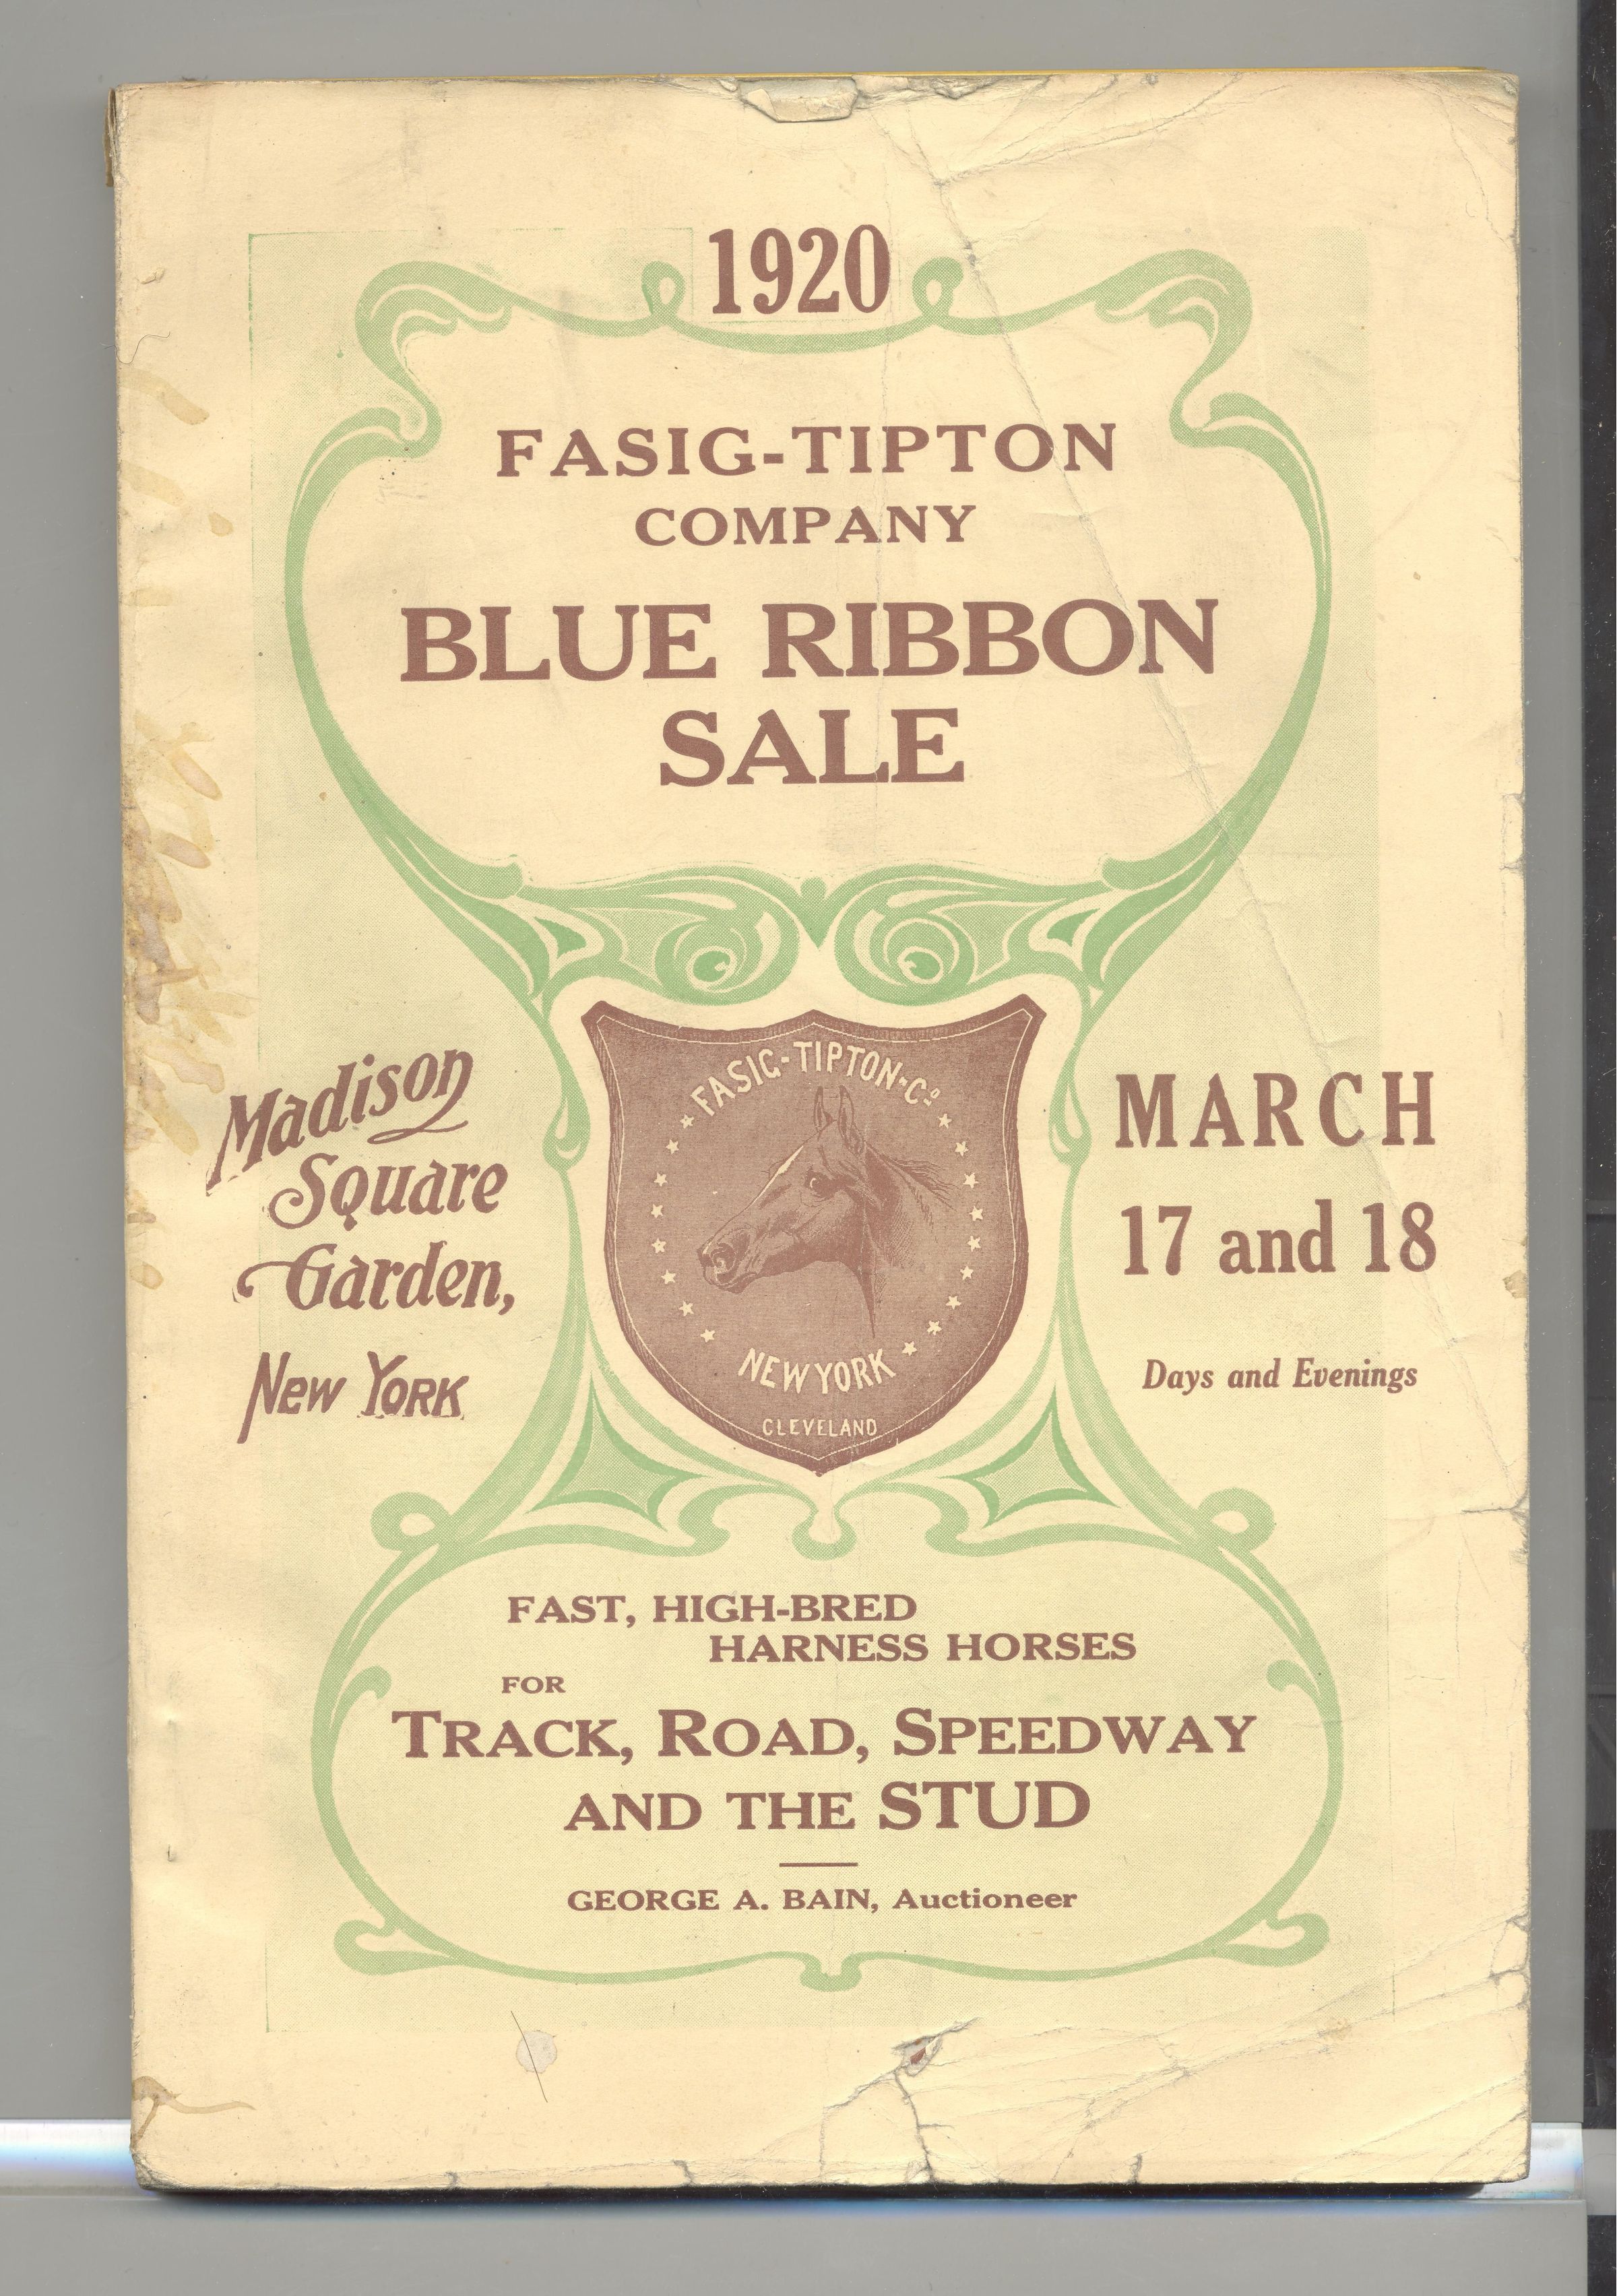 1920
FASIG-TIPTON
COMPANY
BLUE RIBBON
SALE
Madison
Square
Garden,
New York
FASIG-TIPTON-Cº
NEW YORK
CLEVELAND
MARCH
17 and 18
Days and Evenings
FAST, HIGH-BRED
HARNESS HORSES
FOR
TRACK, ROAD, SPEEDWAY
AND THE STUD
GEORGE A. BAIN, Auctioneer